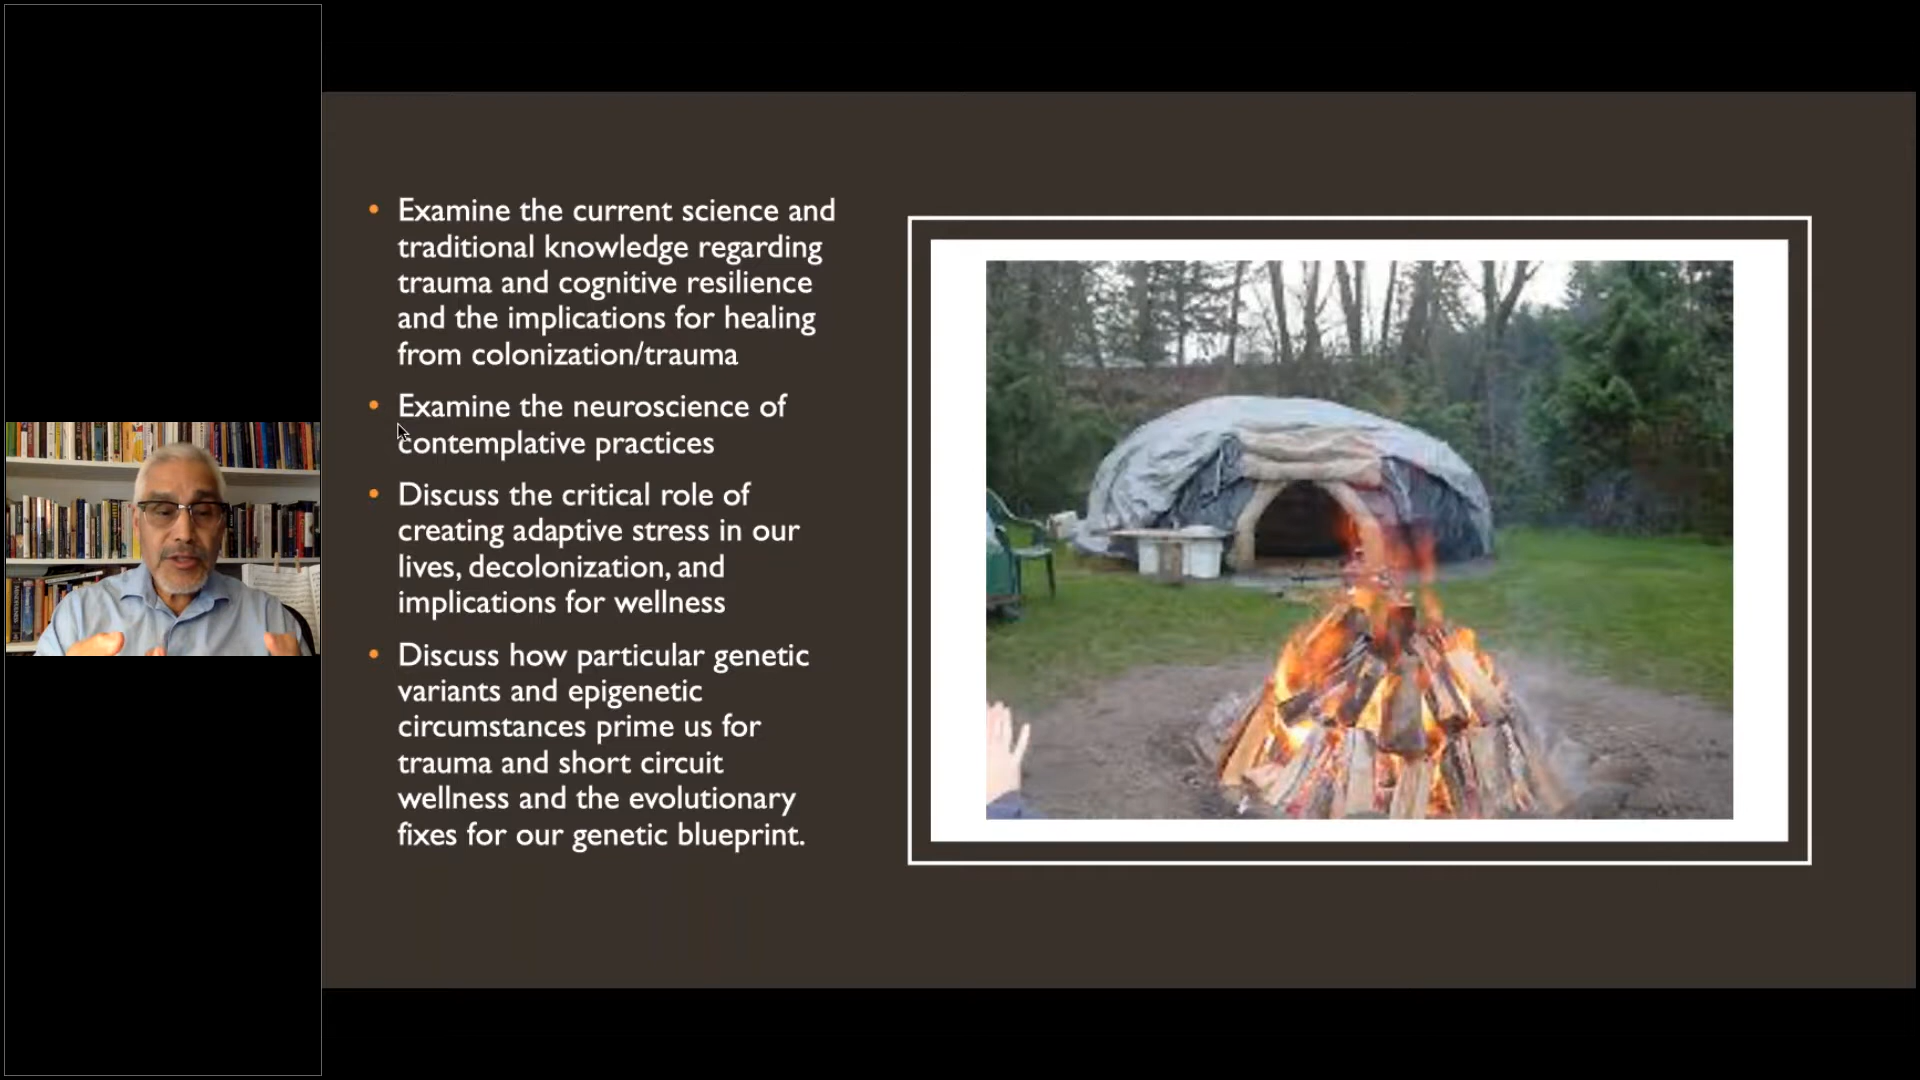 • Examine the current science and
traditional knowledge regarding
trauma and cognitive resilience
and the implications for healing
from colonization/trauma
• Examine the neuroscience of
contemplative practices
• Discuss the critical role of
creating adaptive stress in our
lives, decolonization, and
implications for wellness
• Discuss how particular genetic
variants and epigenetic
circumstances prime us for
trauma and short circuit
wellness and the evolutionary
fixes for our genetic blueprint.